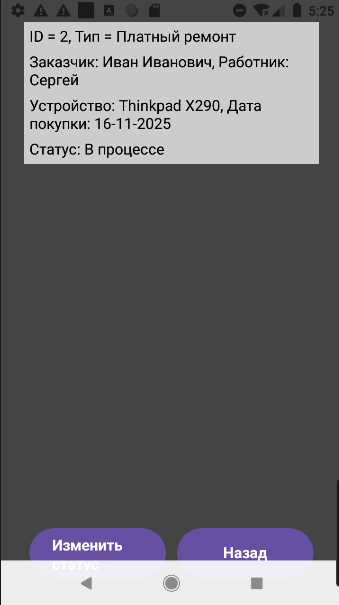 5:25
ID = 2, Тип = Платный ремонт
Заказчик: Иван Иванович, Работник:
Сергей
Устройство: Thinkpad X290, Дата
покупки: 16-11-2025
Статус: В процессе
Изменить
статус
Назад